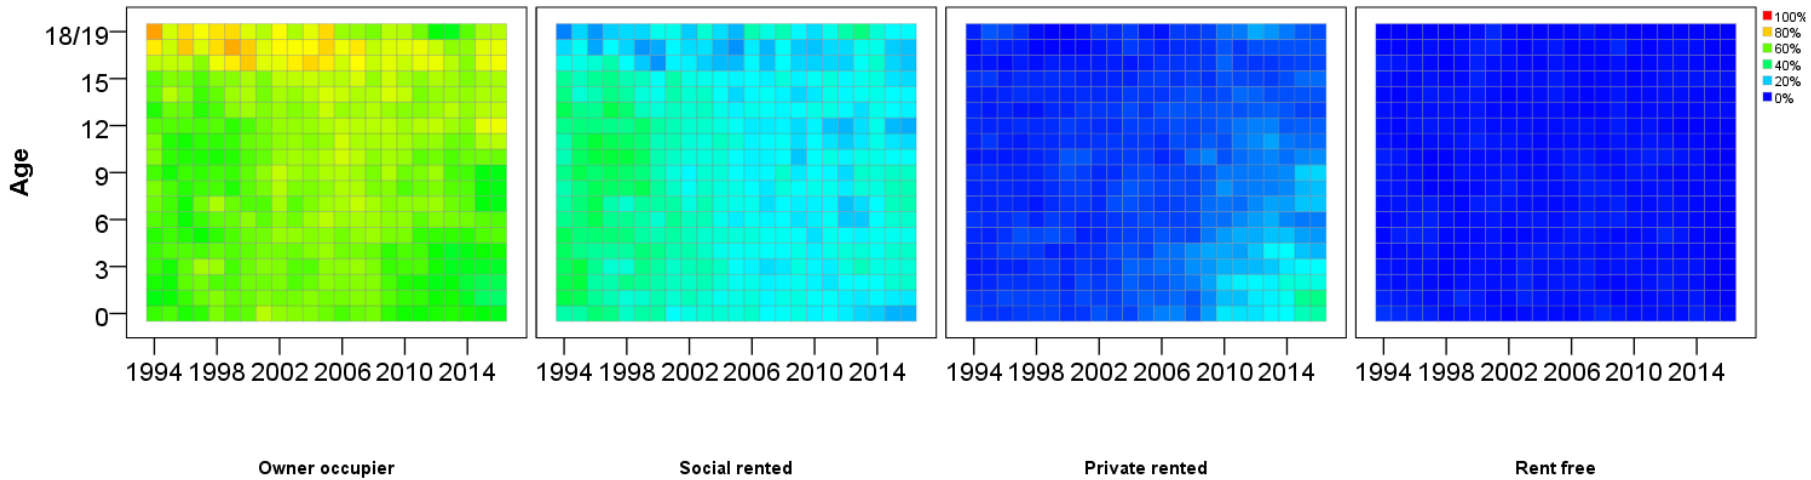 18/19
15
12
9
6
3
0
Age
1994 1998 2002 2006 2010 2014
1994 1998 2002 2006 2010 2014
1994 1998 2002 2006 2010 2014
1994 1998 2002 2006 2010 2014
Owner occupier
Social rented
Private rented
Rent free
100%
80%
60%
40%
20%
0%